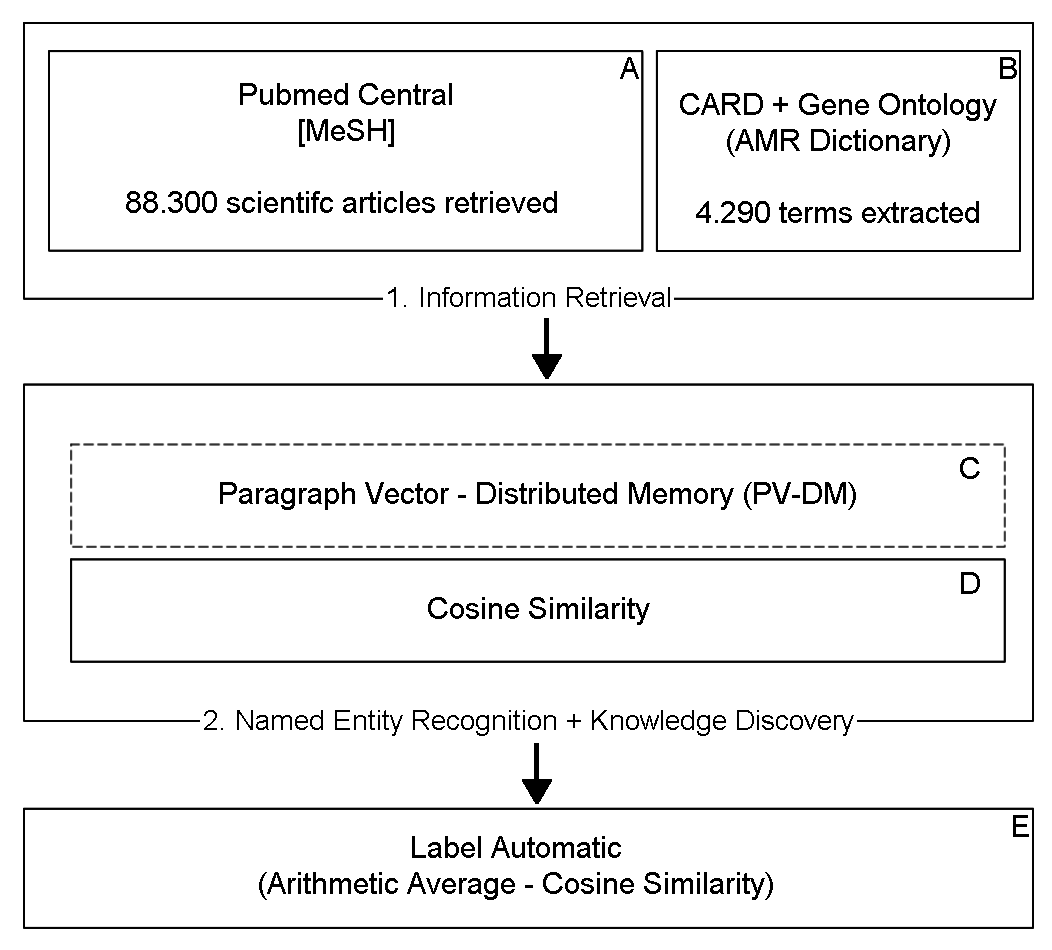 A
Pubmed Central
[MeSH]
88.300 scientifc articles retrieved
B
CARD + Gene Ontology
(AMR Dictionary)
4.290 terms extracted
1. Information Retrieval
C
Paragraph Vector - Distributed Memory (PV-DM)
D
Cosine Similarity
2. Named Entity Recognition + Knowledge Discovery
E
Label Automatic
(Arithmetic Average - Cosine Similarity)